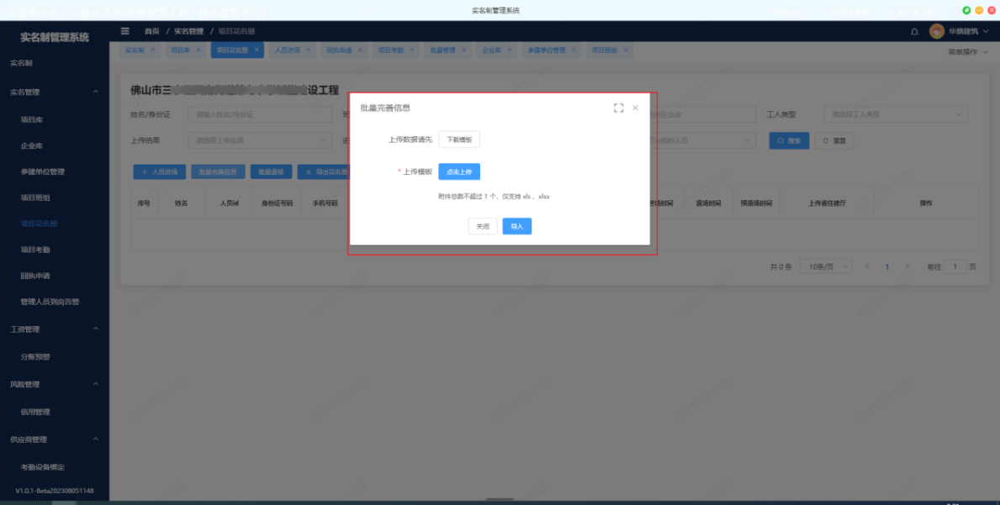 实名制管理系统
实名制管理系统
首页 / 实名管理 / 项目花名册
华鼎建筑
实名制
项目库
项目花名册
人员进场
回执申请
项目考勤
批量管理
企业库
参建单位管理
项目班组
菜单操作
实名制
实名管理
项目库
企业库
参建单位管理
项目班组
项目花名册
项目考勤
回执申请
管理人员到岗告警
工资管理
分账预警
风险管理
信用管理
供应商管理
考勤设备绑定
V1.0.1-Beta202308051148
佛山市三
设工程
姓名/身份证
请输入姓名/身份证
所在企业
工人类型
请选择工人类型
上传结果
请选择上传结果
临时人员
搜索
重置
人员进场
批量完善信息
批量退场
导出花名册
序号
姓名
人员id
身份证号码
手机号码
进场时间
退场时间
预退场时间
上传省住建厅
操作
共 0 条
10条/页
1
前往
1
页
批量完善信息
上传数据请先
下载模板
* 上传模板
点击上传
附件总数不超过 1 个，仅支持 xls 、xlsx
关闭
导入